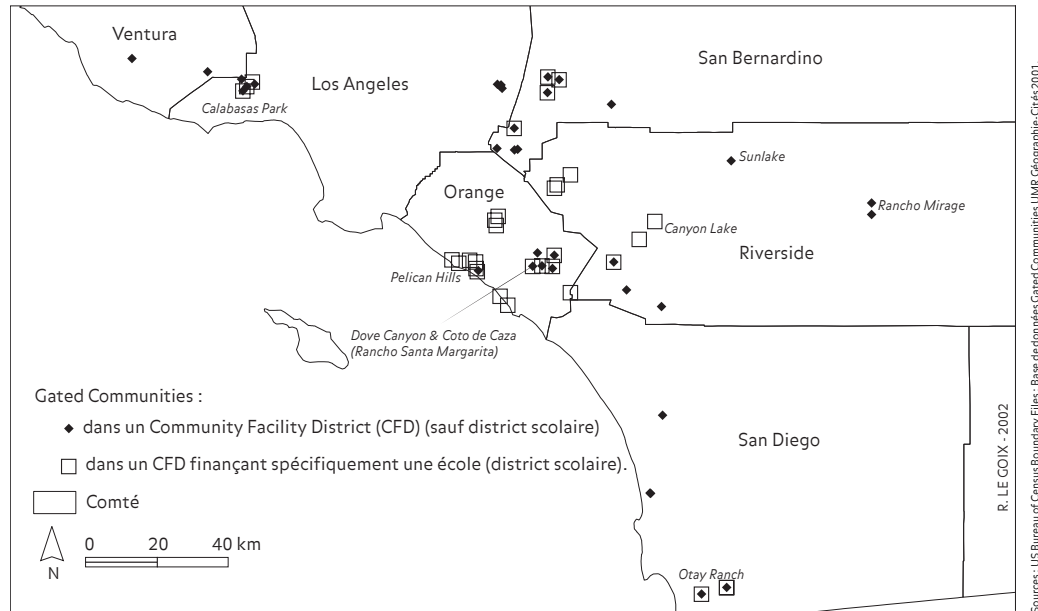 Ventura
San Bernardino
Los Angeles
Calabasas Park
Sunlake
Orange
Rancho Mirage
Canyon Lake
Riverside
Pelican Hills
Dove Canyon & Coto de Caza
(Rancho Santa Margarita)
Gated Communities :
dans un Community Facility District (CFD) (sauf district scolaire)
San Diego
dans un CFD finançant spécifiquement une école (district scolaire).
Comté
0 20 40 km
N
Otay Ranch
R. LE GOIX - 2002
Sources : US Bureau of Census Boundary Files ; Base de données Gated Communities UMR Géographie-Cités 2001